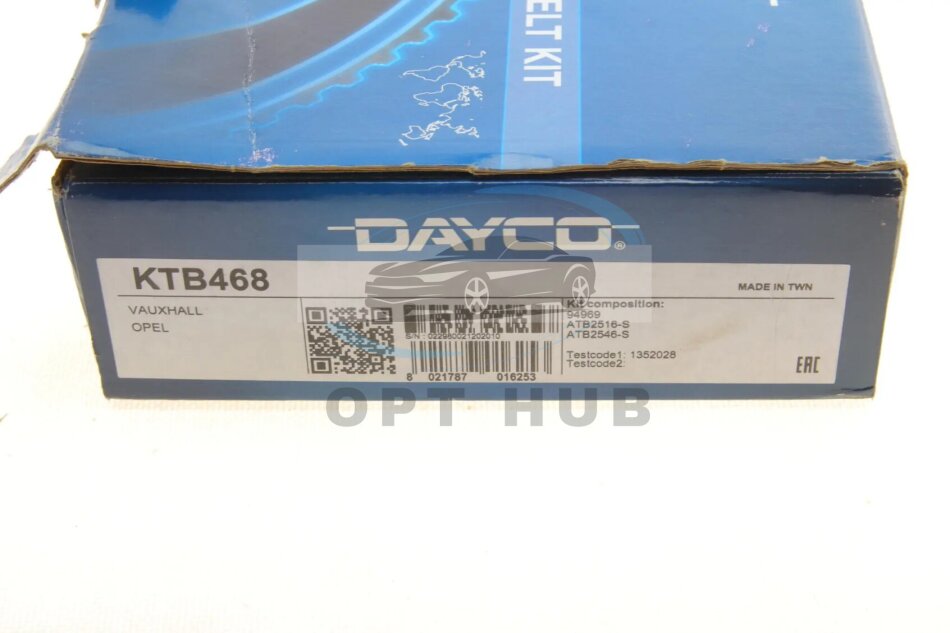 ELT KIT
DAYCO®
KTB468
MADE IN TWN
VAUXHALL
OPEL
S/N: 022980021202010
8 021787 016253
Kit composition:
94969
ATB2516-S
ATB2546-S
Testcode1: 1352028
Testcode2:
EAC
OPT HUB